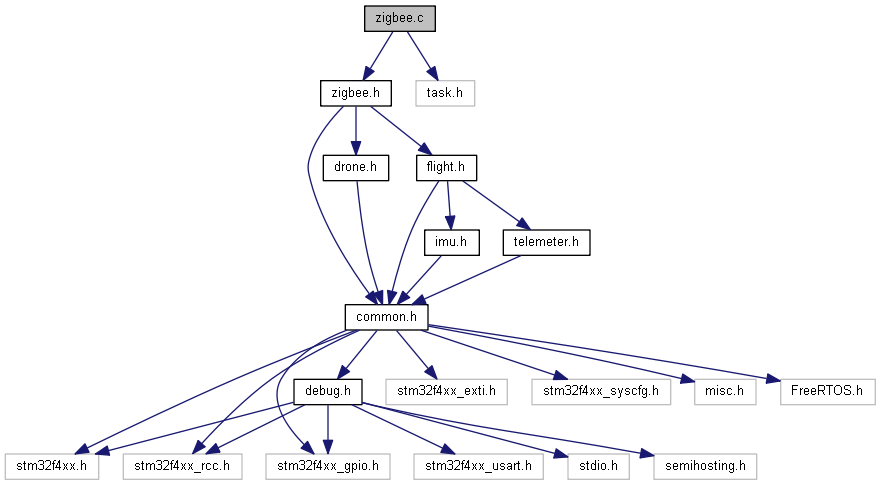 zigbee.c
zigbee.h
task.h
drone.h
flight.h
imu.h
telemeter.h
common.h
debug.h
stm32f4xx_exti.h
stm32f4xx_syscfg.h
misc.h
FreeRTOS.h
stm32f4xx.h
stm32f4xx_rcc.h
stm32f4xx_gpio.h
stm32f4xx_usart.h
stdio.h
semihosting.h